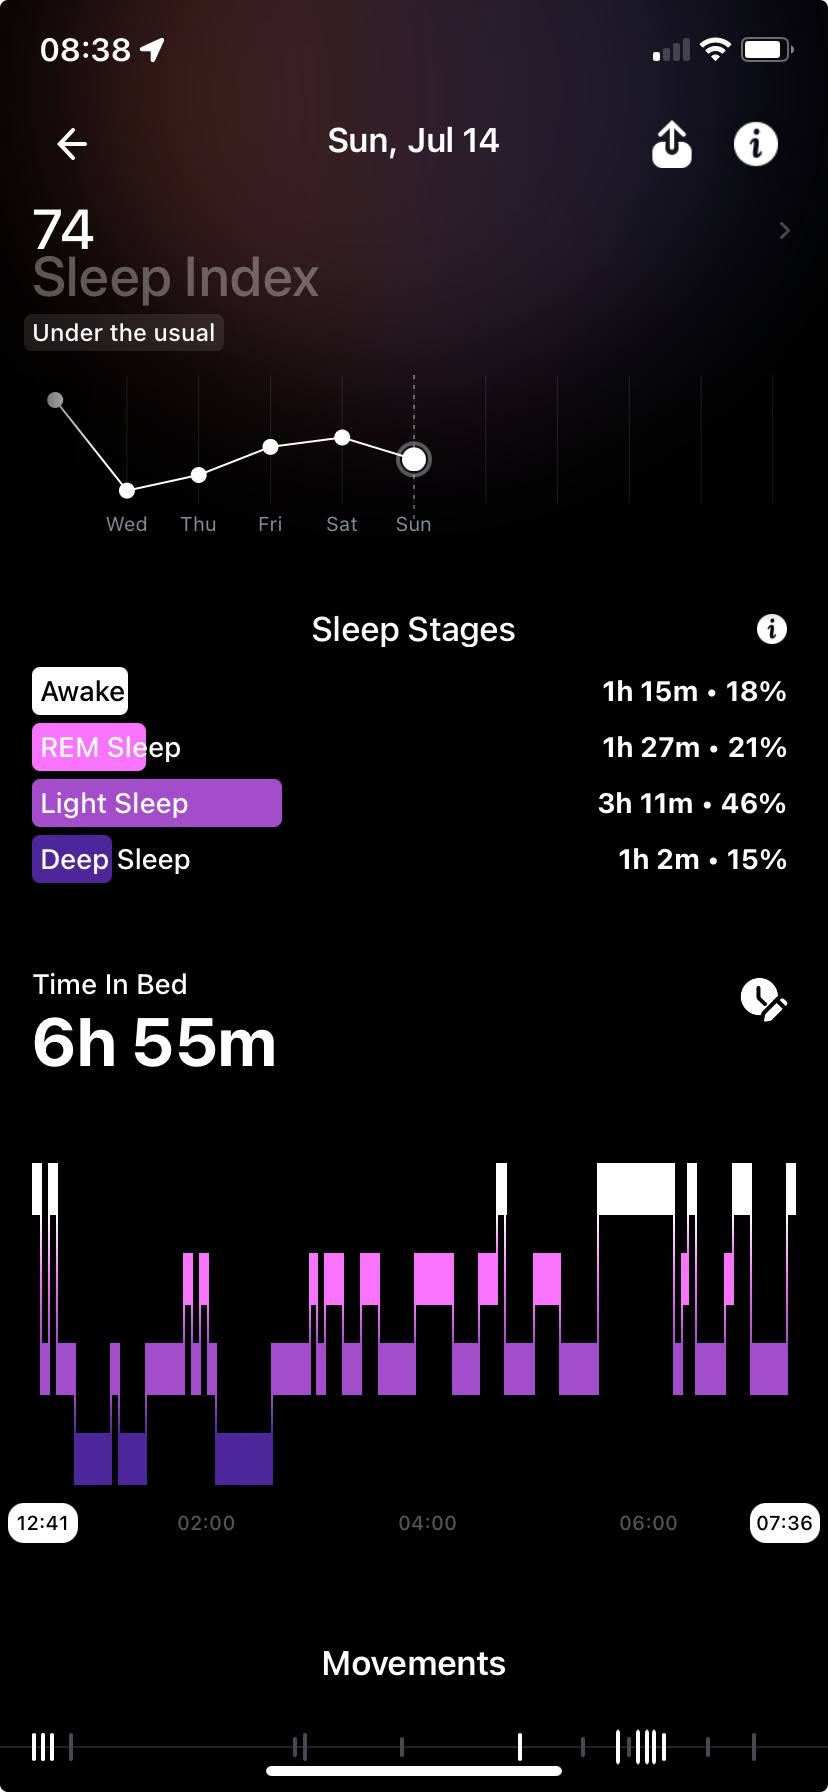 08:38
Sun, Jul 14
74
Sleep Index
Under the usual
Wed Thu Fri Sat Sun
Sleep Stages
Awake 1h 15m • 18%
REM Sleep 1h 27m • 21%
Light Sleep 3h 11m • 46%
Deep Sleep 1h 2m • 15%
Time In Bed
6h 55m
12:41 02:00 04:00 06:00 07:36
Movements